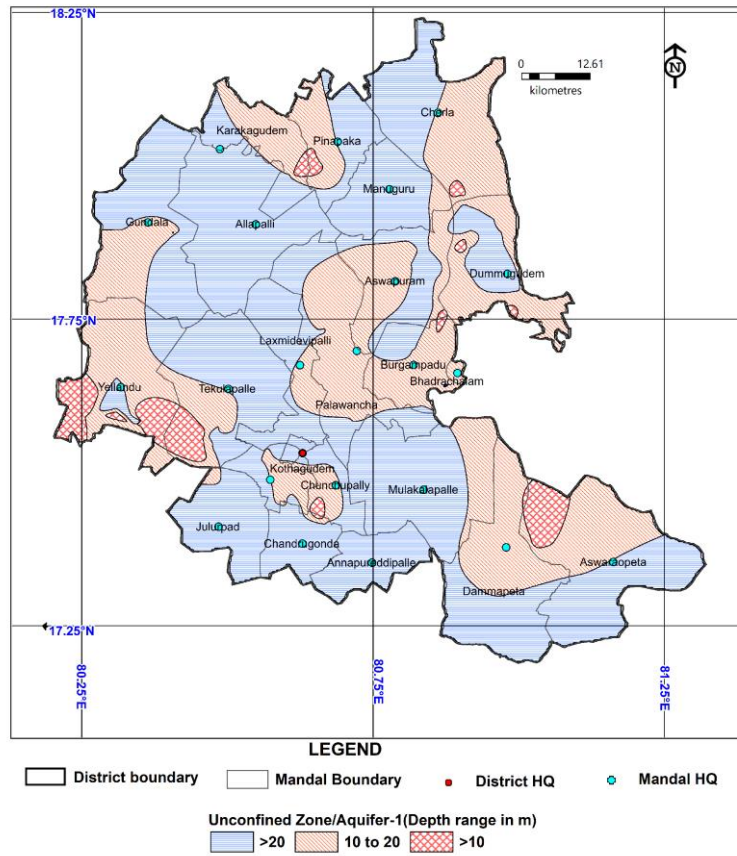 18.25°N
0 12.61
kilometres
N
Cherla
Karakagudem
Pinapaka
Manuguru
Gundala
Allapalli
Dummugudem
Aswapuram
17.75°N
Laxmidevipalli
Burgampadu
Bhadrachalam
Yellandu
Tekulapalle
Palawancha
Kothagudem
Chunchupally
Mulakalapalle
Julurpad
Chandrugonda
Annapureddipalle
Aswaraopeta
Dammapeta
17.25°N
80.25°E
80.75°E
81.25°E
LEGEND
District boundary Mandal Boundary District HQ Mandal HQ
Unconfined Zone/Aquifer-1(Depth range in m)
>20 10 to 20 >10